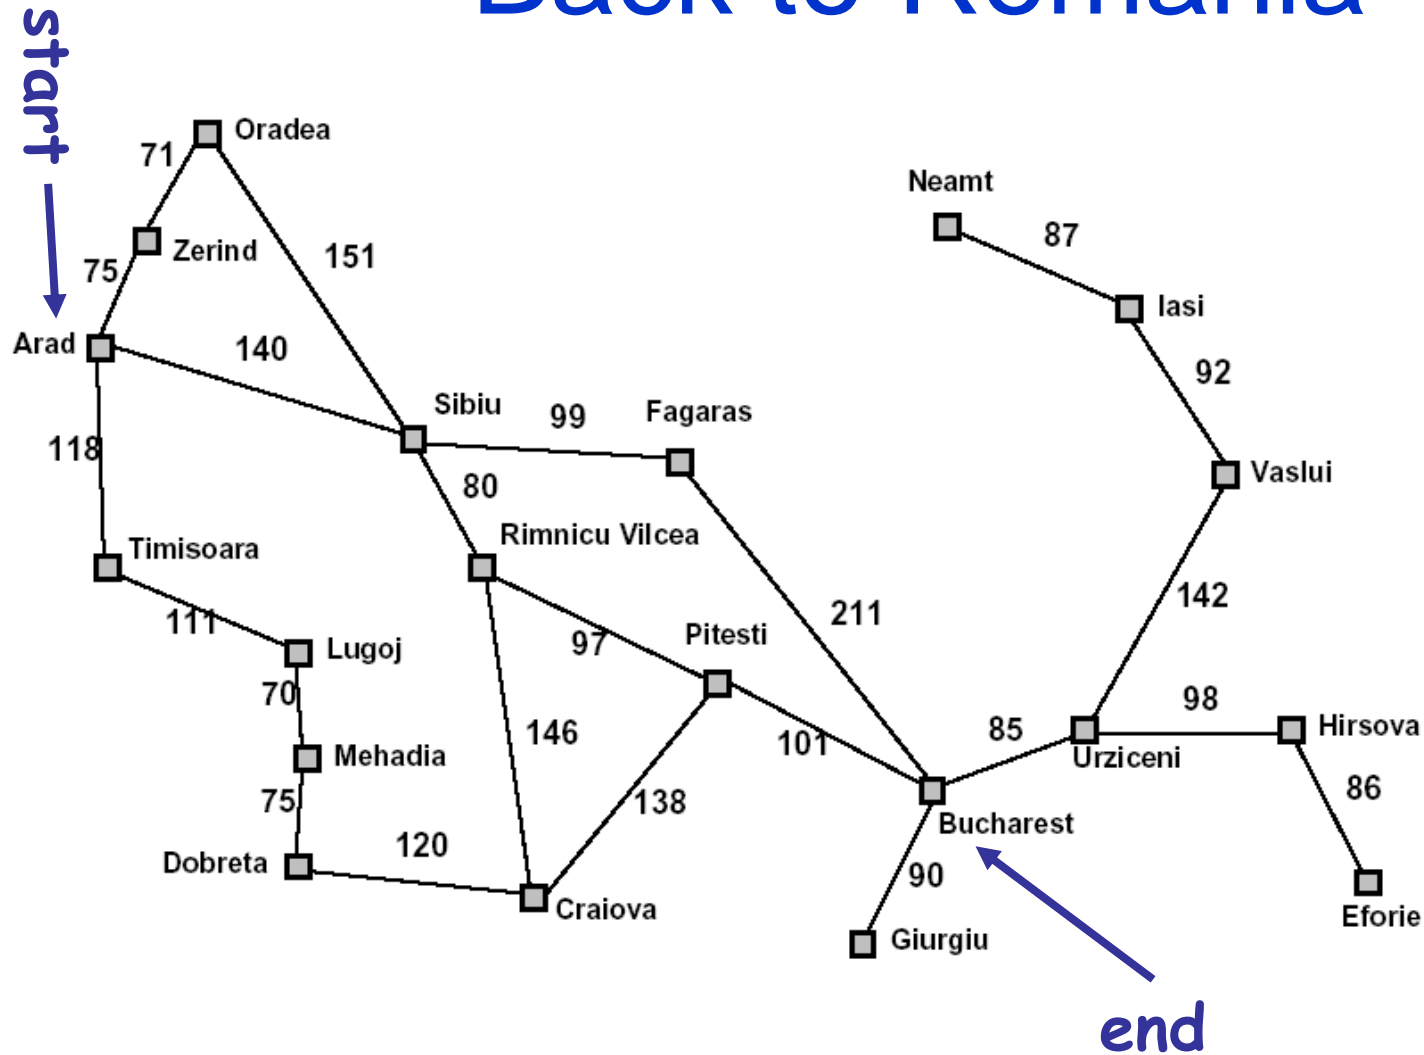 Back to Romania
start
Oradea
71
Neamt
87
Zerind
151
75
Iasi
Arad
140
92
Sibiu
99
Fagaras
118
80
Vaslui
Rimnicu Vilcea
Timisoara
142
111
211
Pitesti
97
Lugoj
70
98
146
101
85
Hirsova
Mehadia
Urziceni
86
75
138
Bucharest
120
Dobreta
90
Craiova
Eforie
Giurgiu
end